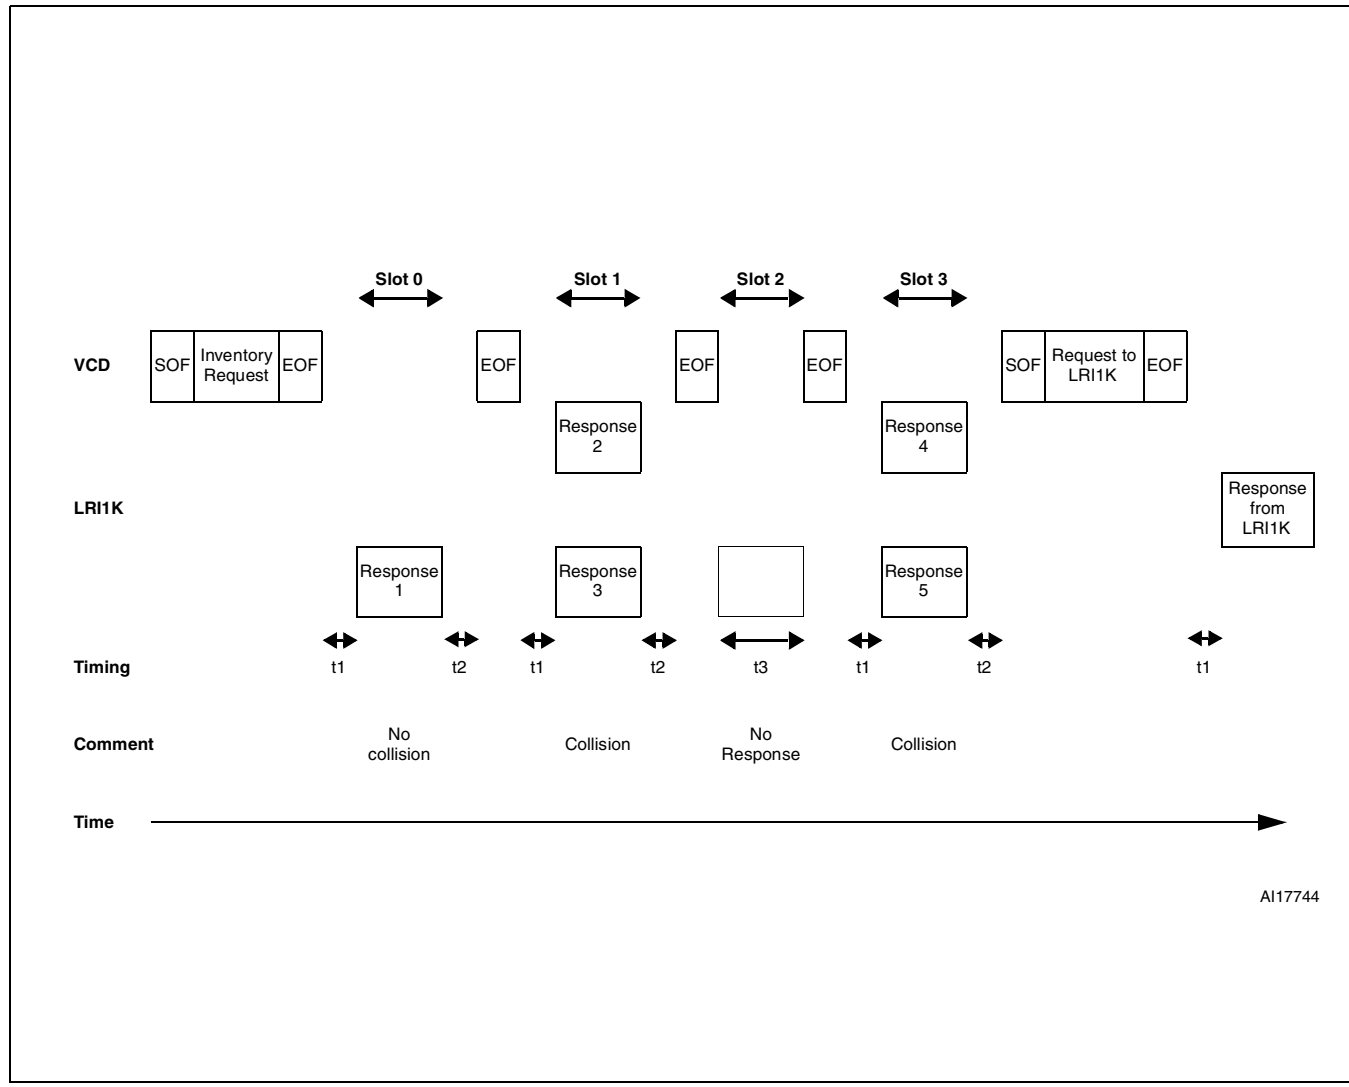 Slot 0 Slot 1 Slot 2 Slot 3
VCD SOF Inventory Request EOF EOF EOF EOF SOF Request to LRI1K EOF
Response 2 Response 4
LRI1K Response from LRI1K
Response 1 Response 3 Response 5
Timing t1 t2 t1 t2 t3 t1 t2 t1
Comment No collision Collision No Response Collision
Time
AI17744